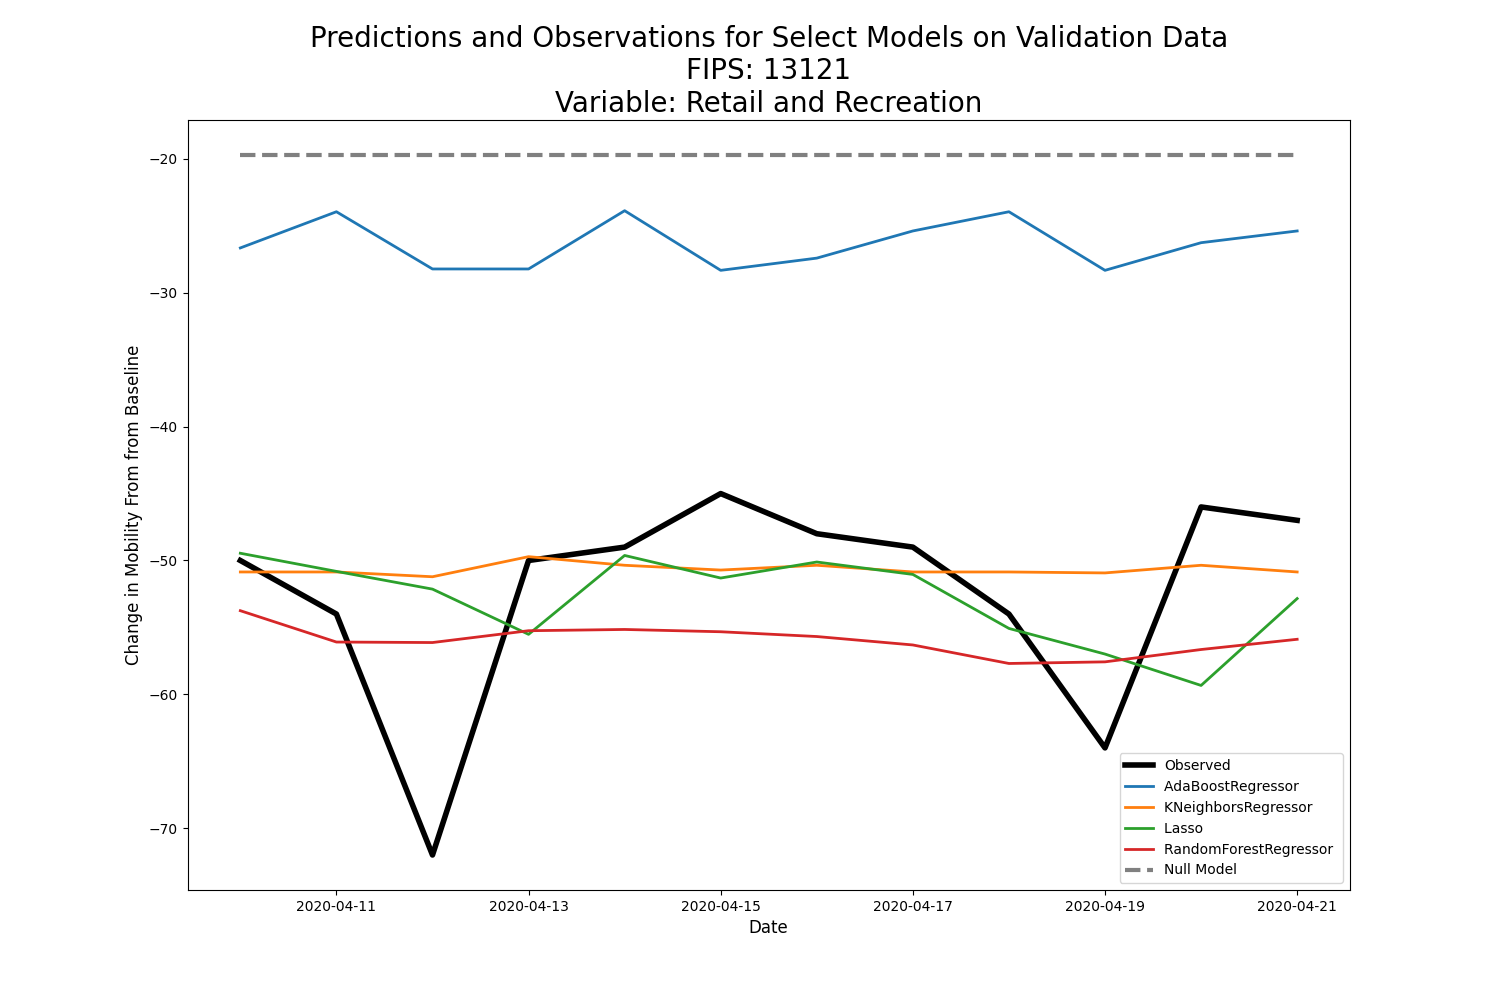 Predictions and Observations for Select Models on Validation Data
FIPS: 13121
Variable: Retail and Recreation
−20
−30
−40
−50
−60
−70
Change in Mobility From from Baseline
Observed
AdaBoostRegressor
KNeighborsRegressor
Lasso
RandomForestRegressor
Null Model
2020-04-11
2020-04-13
2020-04-15
2020-04-17
2020-04-19
2020-04-21
Date